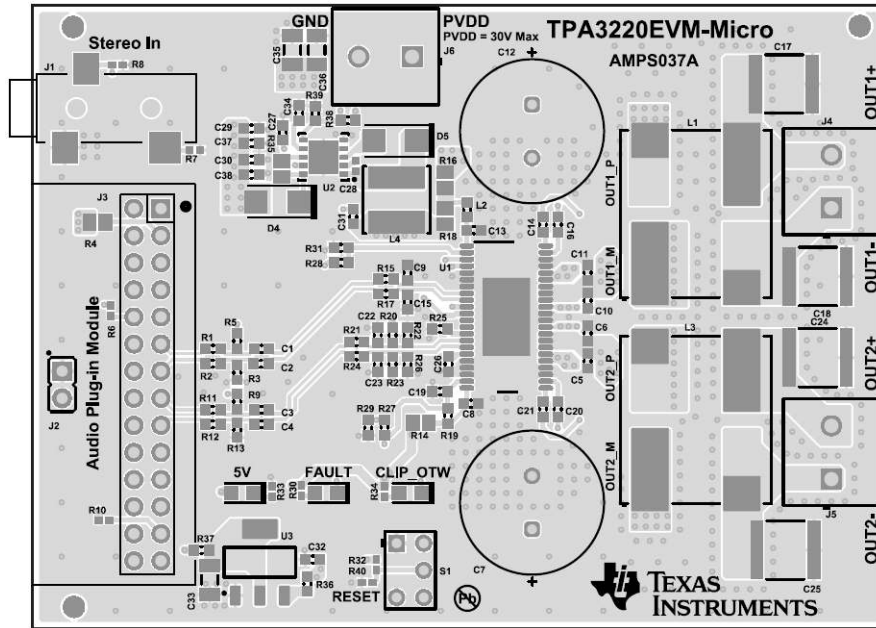 GND
PVDD
PVDD = 30V Max
TPA3220EVM-Micro
AMPS037A
Stereo In
J1
R8
C35
C36
J6
C12
C17
OUT1+
R7
C29
C37
C30
C38
C27
R35
C34
R39
R38
U2
C28
D5
R16
R18
L2
C13
L1
J4
OUT1_P
OUT1_M
OUT1-
J3
R4
D4
C31
L4
R31
R28
U1
C14
C16
R15
R17
C9
C15
C11
C10
C18
C24
R6
Audio Plug-in Module
J2
R1
R2
R5
R3
C1
C2
C22
R20
R21
R24
R22
R25
C23
R23
R26
C26
C6
C5
L3
OUT2_P
OUT2_M
OUT2+
R11
R12
R9
R13
C3
C4
C19
R29
R27
R14
R19
C8
C21
C20
5V
R33
FAULT
R30
CLIP_OTW
R34
R10
R37
U3
C32
C33
R36
R32
R40
RESET
S1
Pb
C7
J5
OUT2-
C25
TEXAS
INSTRUMENTS